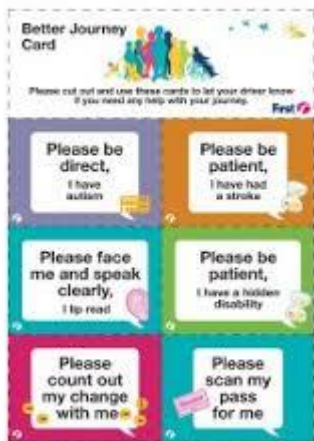 Better Journey
Card
Please cut out and use these cards to let your driver know
if you need any help with your journey.
First
Please be
direct,
I have
autism
Please be
patient,
I have had
a stroke
Please face
me and speak
clearly,
I lip read
Please be
patient,
I have a hidden
disability
Please
count out
my change
with me
Please
scan my
pass
for me